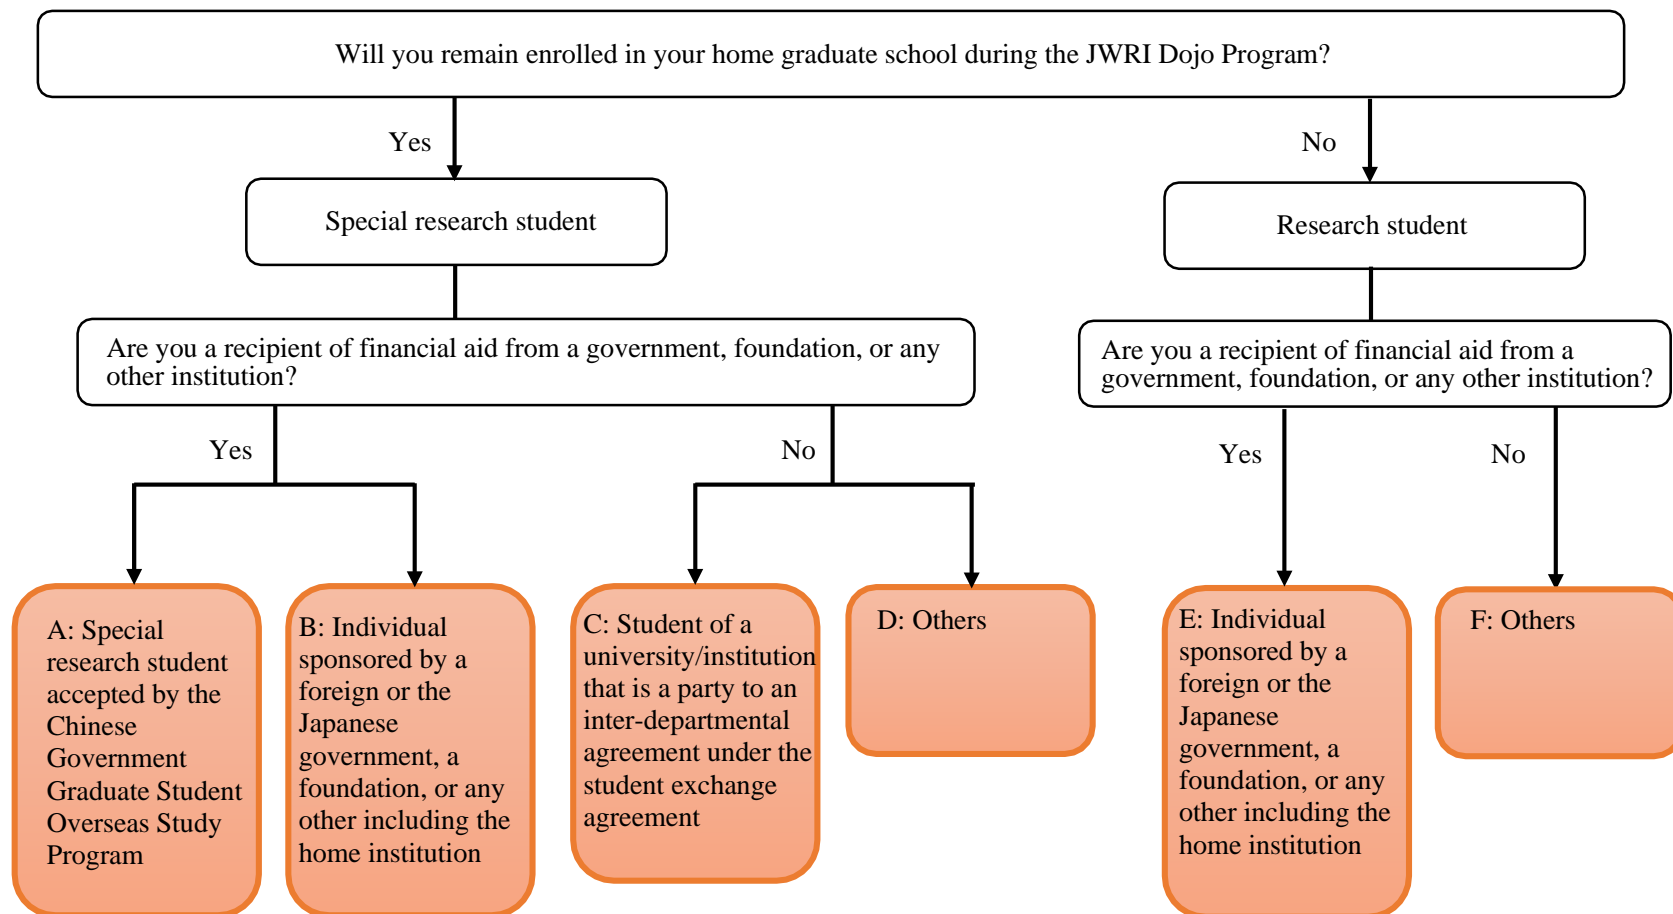 Will you remain enrolled in your home graduate school during the JWRI Dojo Program?
Yes
No
Special research student
Research student
Are you a recipient of financial aid from a government, foundation, or any
other institution?
Are you a recipient of financial aid from a
government, foundation, or any other institution?
Yes
No
Yes
No
A: Special
research student
accepted by the
Chinese
Government
Graduate Student
Overseas Study
Program
B: Individual
sponsored by a
foreign or the
Japanese
government, a
foundation, or any
other including the
home institution
C: Student of a
university/institution
that is a party to an
inter-departmental
agreement under the
student exchange
agreement
D: Others
E: Individual
sponsored by a
foreign or the
Japanese
government, a
foundation, or any
other including the
home institution
F: Others